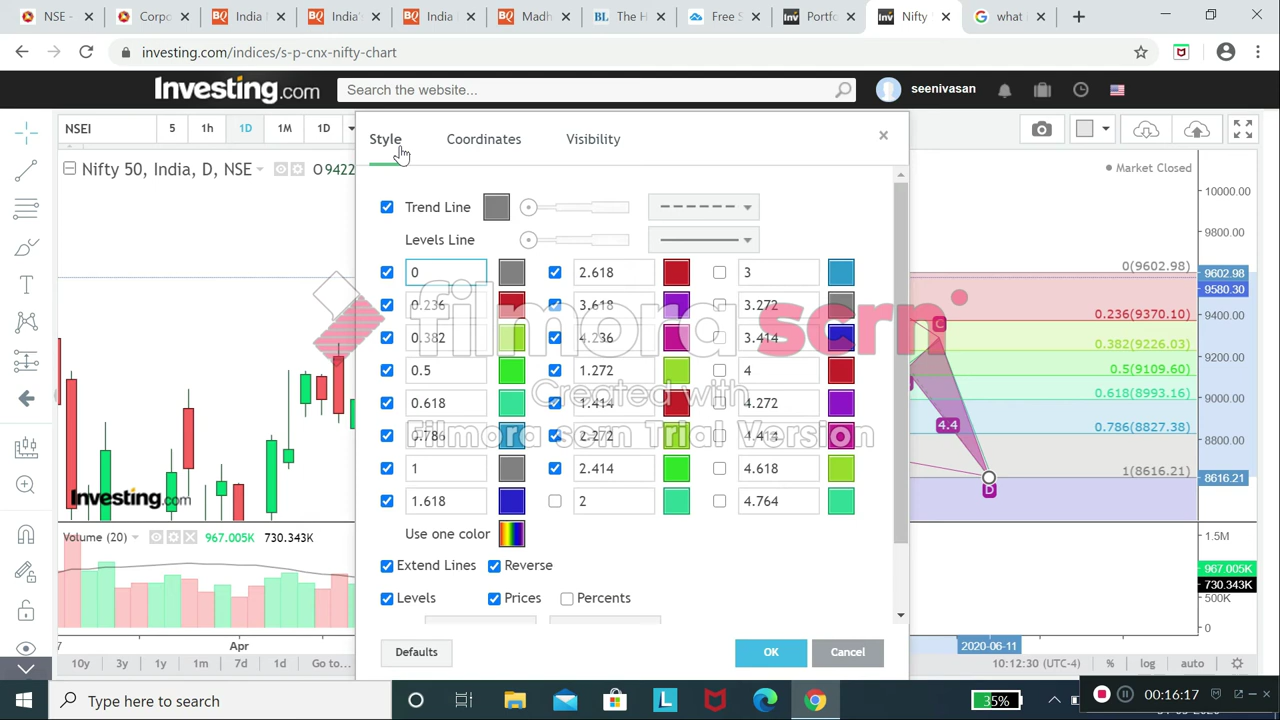 NSE -
Corpo
India
India'
India
Madh
The H
Free S
Portfo
Nifty
what
investing.com/indices/s-p-cnx-nifty-chart
Investing.com
Search the website...
seenivasan
NSEI
5
1h
1D
1M
1D
Style
Coordinates
Visibility
Nifty 50, India, D, NSE
O9422
Market Closed
Trend Line
Levels Line
0
2.618
3
0.236
3.618
3.272
0.382
4.236
3.414
0.5
1.272
4
0.618
1.414
4.272
0.786
2.272
4.414
1
2.414
4.618
1.618
2
4.764
Use one color
Extend Lines
Reverse
Levels
Prices
Percents
Defaults
OK
Cancel
filmora scrn
Created with
Filmora scrn Trial Version
Investing.com
Volume (20)
967.005K
730.343K
Apr
10y
3y
1y
1m
7d
1d
Go to...
0(9602.98)
0.236(9370.10)
0.382(9226.03)
0.5(9109.60)
0.618(8993.16)
0.786(8827.38)
1(8616.21)
C
4.4
D
10000.00
9800.00
9602.98
9580.30
9400.00
9200.00
9000.00
8800.00
8616.21
1.5M
967.005K
730.343K
500K
0
2020-06-11
10:12:30 (UTC-4)
%
log
auto
Type here to search
35%
00:16:17